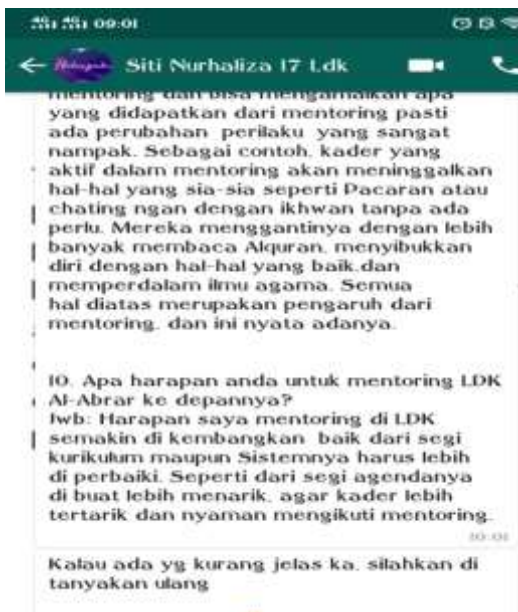 09:01
Siti Nurhaliza 17 Ldk
mentoring dan bisa mengamalkan apa
yang didapatkan dari mentoring pasti
ada perubahan perilaku yang sangat
nampak. Sebagai contoh, kader yang
aktif dalam mentoring akan meninggalkan
hal-hal yang sia-sia seperti Pacaran atau
chating ngan dengan ikhwan tanpa ada
perlu. Mereka menggantinya dengan lebih
banyak membaca Alquran, menyibukkan
diri dengan hal-hal yang baik,dan
memperdalam ilmu agama. Semua
hal diatas merupakan pengaruh dari
mentoring, dan ini nyata adanya.
10. Apa harapan anda untuk mentoring LDK
Al-Abrar ke depannya?
Jwb: Harapan saya mentoring di LDK
semakin di kembangkan baik dari segi
kurikulum maupun Sistemnya harus lebih
di perbaiki. Seperti dari segi agendanya
di buat lebih menarik, agar kader lebih
tertarik dan nyaman mengikuti mentoring.
10:01
Kalau ada yg kurang jelas ka, silahkan di
tanyakan ulang